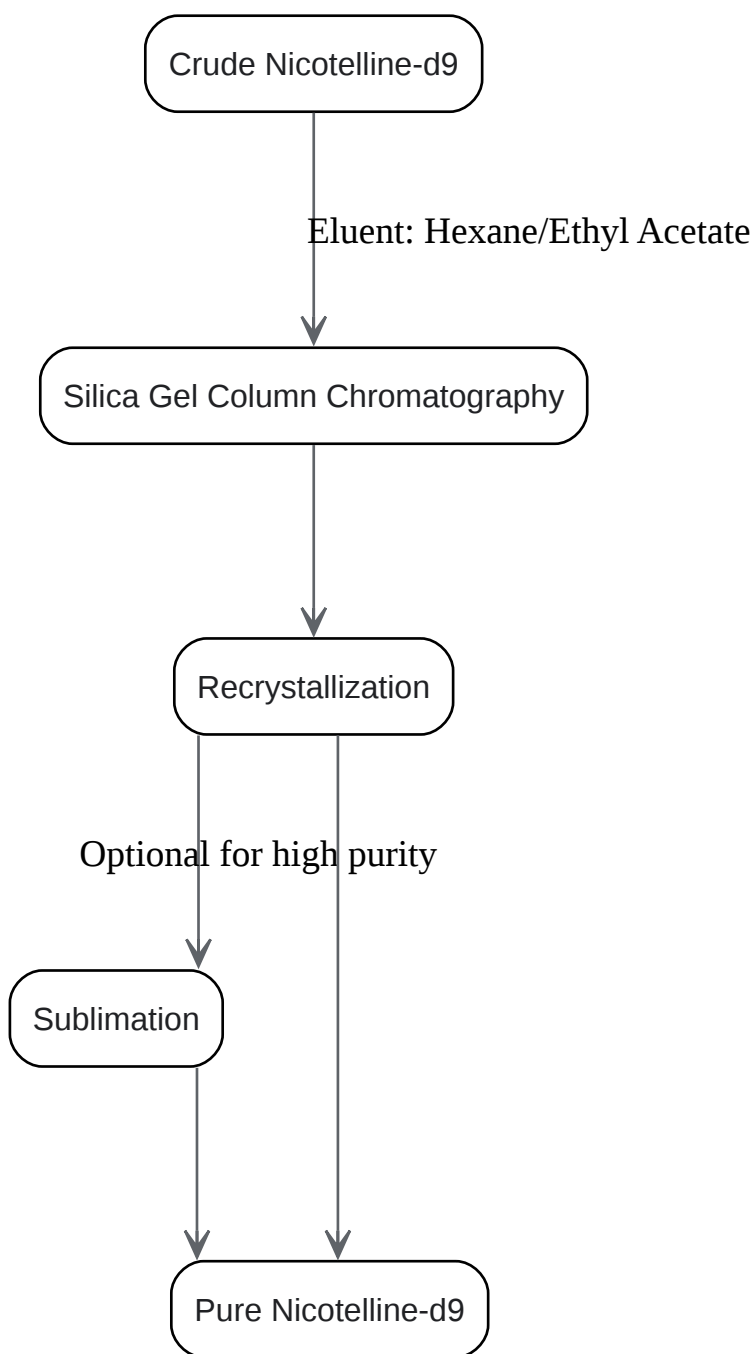 Crude Nicotelline-d9
Eluent: Hexane/Ethyl Acetate
Silica Gel Column Chromatography
Recrystallization
Optional for high purity
Sublimation
Pure Nicotelline-d9